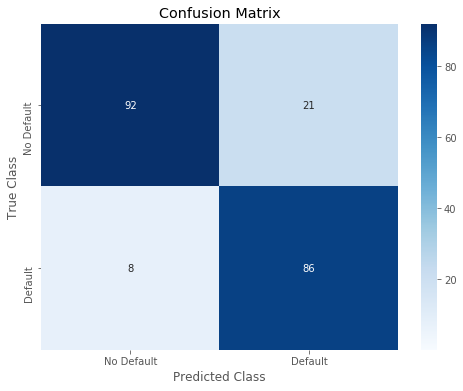 Confusion Matrix
True Class
No Default
92
21
Default
8
86
No Default
Default
Predicted Class
80
60
40
20